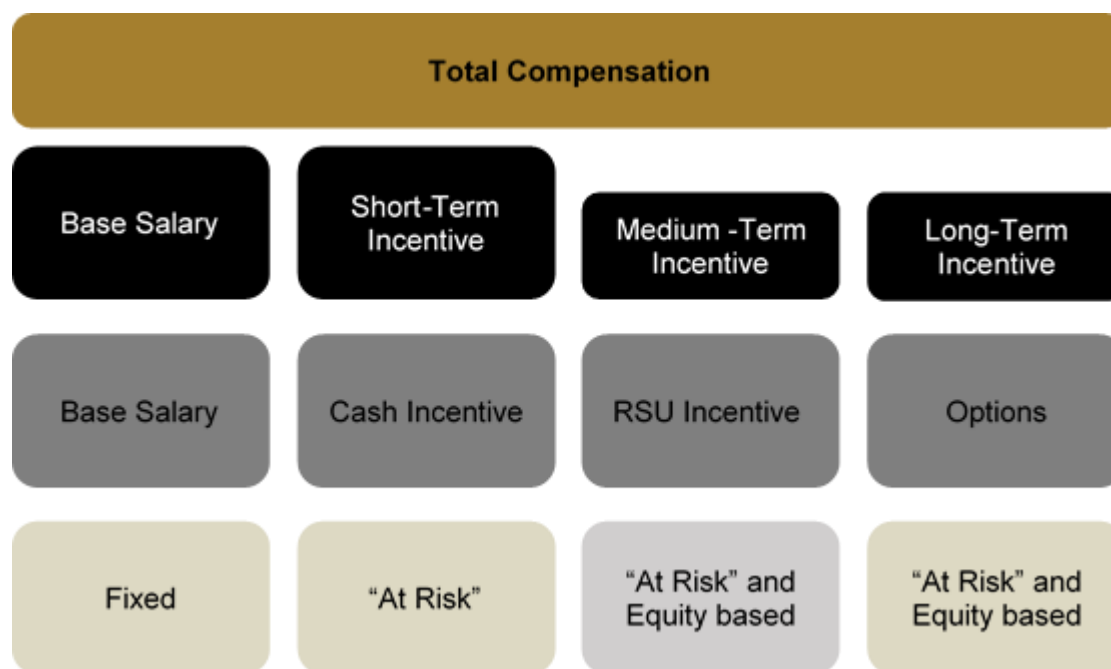 Total Compensation
Base Salary
Short-Term
Incentive
Medium -Term
Incentive
Long-Term
Incentive
Base Salary
Cash Incentive
RSU Incentive
Options
Fixed
“At Risk”
“At Risk” and
Equity based
“At Risk” and
Equity based